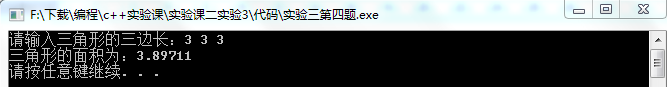 F:\下载\编程\c++实验课\实验课二实验3\代码\实验三第四题.exe
请输入三角形的三边长：3 3 3
三角形的面积为：3.89711
请按任意键继续. . .